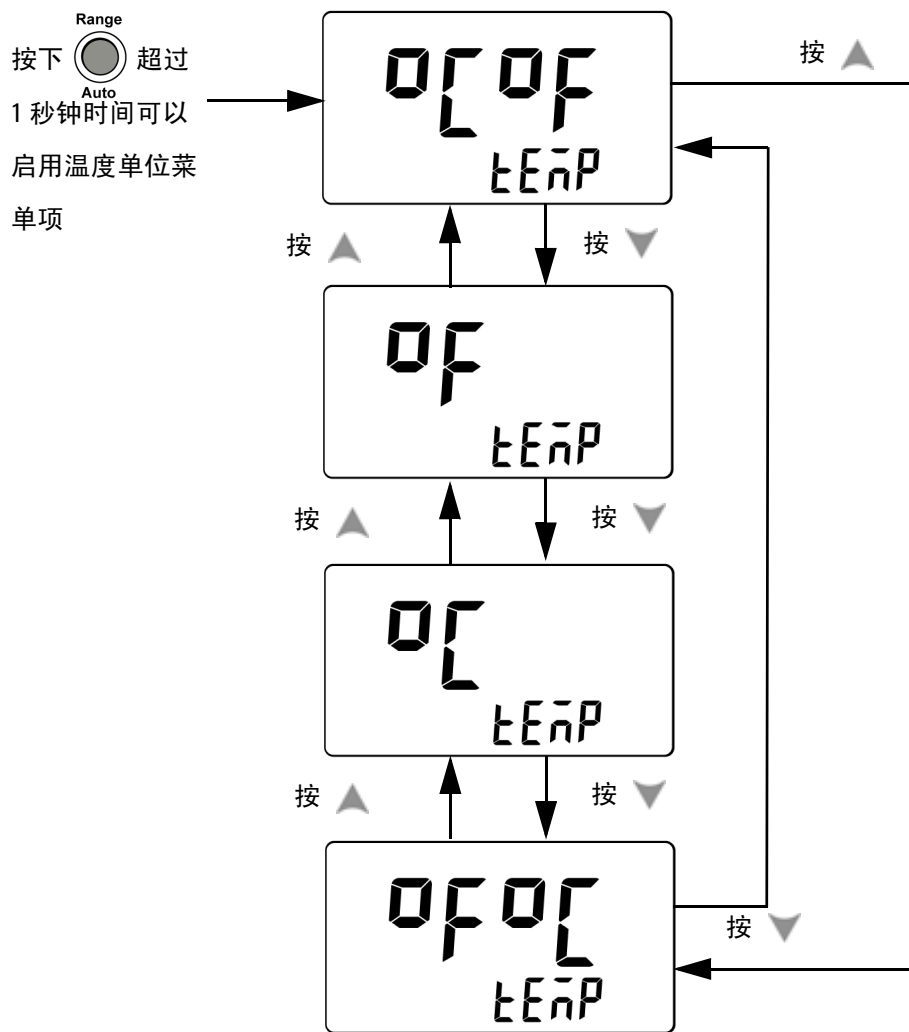 Range
按下 超过
Auto
1 秒钟时间可以
启用温度单位菜
单项
°C°F
tEmP
按
按
按
°F
tEmP
按
按
°C
tEmP
按
按
°F°C
tEmP
按